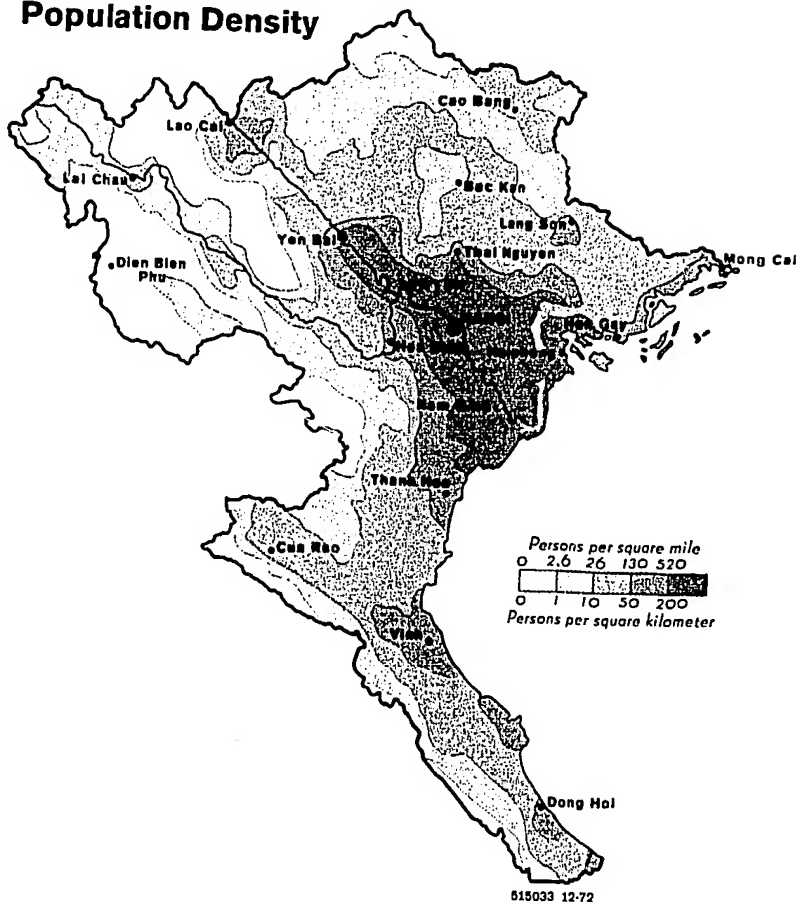 Population Density
Cao Bang
Lao Cai
Lai Chau
Bac Kan
Lang Son
Yen Bai
Thai Nguyen
Mong Cai
Dien Bien
Phu
Hon Gay
Thanh Hoa
Persons per square mile
0 2.6 26 130 520
0 1 10 50 200
Persons per square kilometer
Cua Rao
Vinh
Dong Hoi
515033 12-72